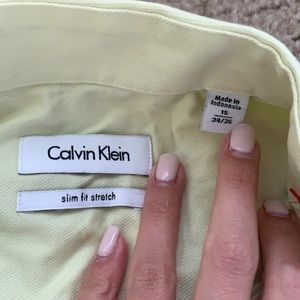 Calvin Klein
slim fit stretch
Made in
Indonesia
15
34/35